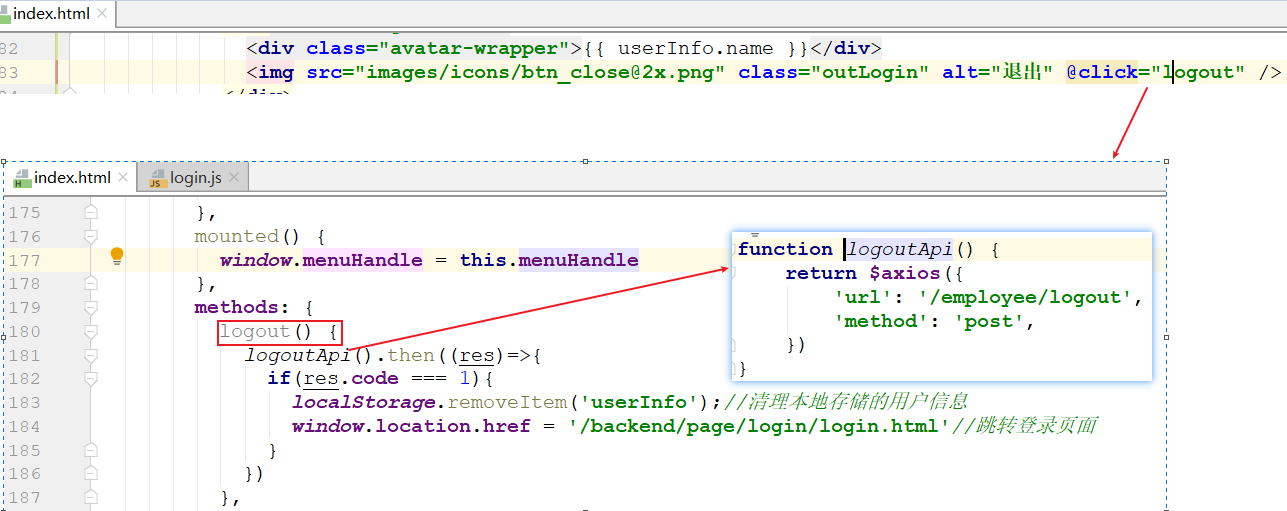 index.html
82 <div class="avatar-wrapper">{{ userInfo.name }}</div>
83 <img src="images/icons/btn_close@2x.png" class="outLogin" alt="退出" @click="logout" />
</div>
index.html
login.js
175 },
176 mounted() {
177 window.menuHandle = this.menuHandle
178 },
179 methods: {
180 logout() {
181 logoutApi().then((res)=>{
182 if(res.code === 1){
183 localStorage.removeItem('userInfo');//清理本地存储的用户信息
184 window.location.href = '/backend/page/login/login.html'//跳转登录页面
185 }
186 })
187 },
function logoutApi() {
return $axios({
'url': '/employee/logout',
'method': 'post',
})
}